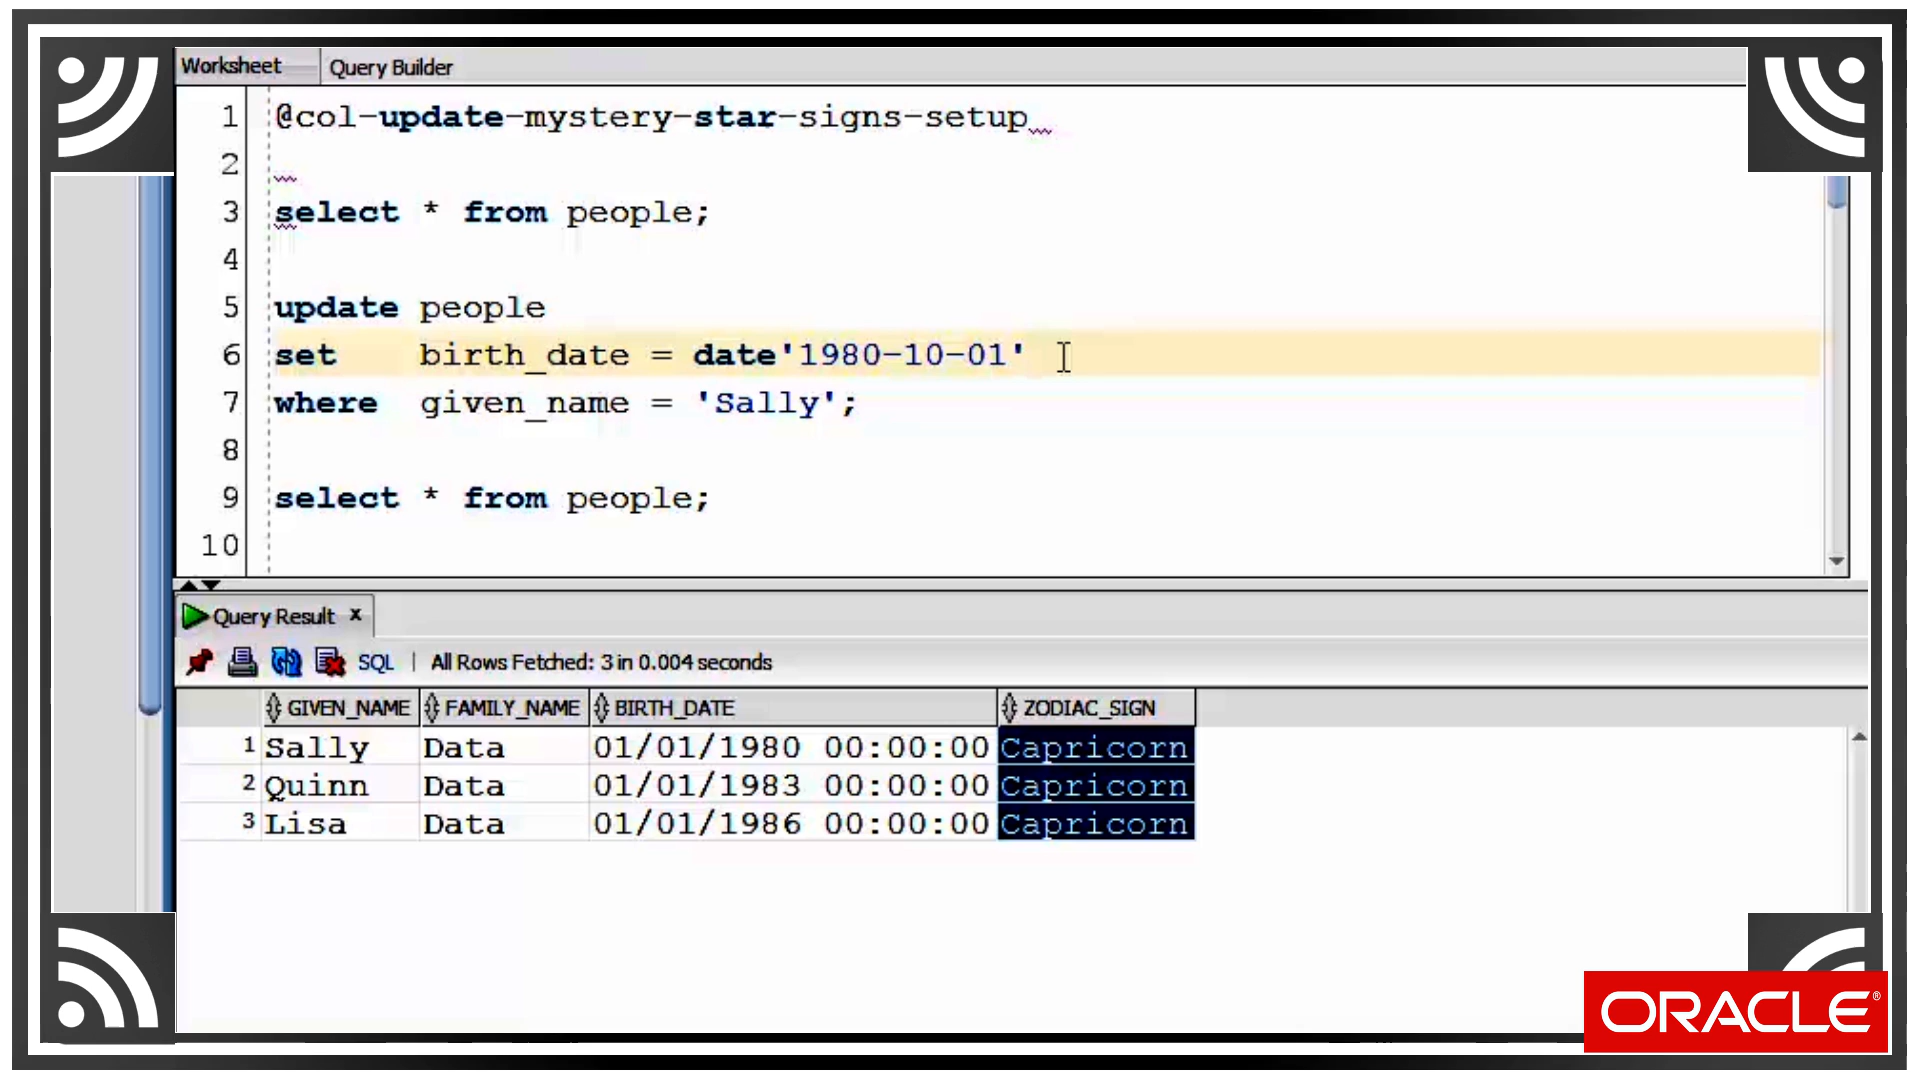 Worksheet Query Builder
1 @col-update-mystery-star-signs-setup
2
3 select * from people;
4
5 update people
6 set birth_date = date'1980-10-01'
7 where given_name = 'Sally';
8
9 select * from people;
10
Query Result x
SQL | All Rows Fetched: 3 in 0.004 seconds
GIVEN_NAME FAMILY_NAME BIRTH_DATE ZODIAC_SIGN
1 Sally Data 01/01/1980 00:00:00 Capricorn
2 Quinn Data 01/01/1983 00:00:00 Capricorn
3 Lisa Data 01/01/1986 00:00:00 Capricorn
ORACLE®